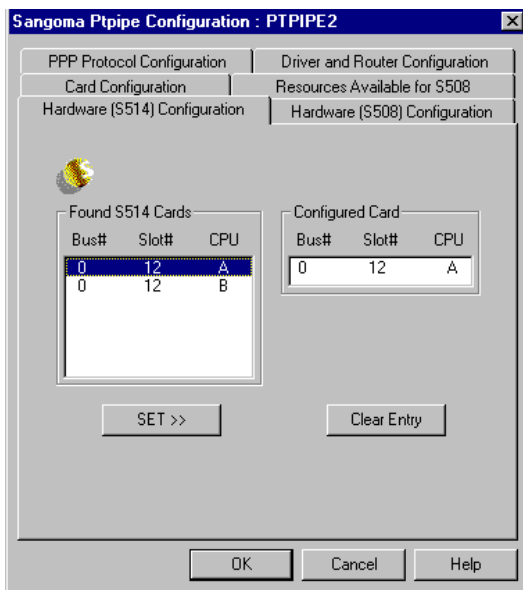 Sangoma Ptpipe Configuration : PTPIPE2
PPP Protocol Configuration
Driver and Router Configuration
Card Configuration
Resources Available for S508
Hardware (S514) Configuration
Hardware (S508) Configuration
Found S514 Cards
Bus# Slot# CPU
0 12 A
0 12 B
SET >>
Configured Card
Bus# Slot# CPU
0 12 A
Clear Entry
OK
Cancel
Help